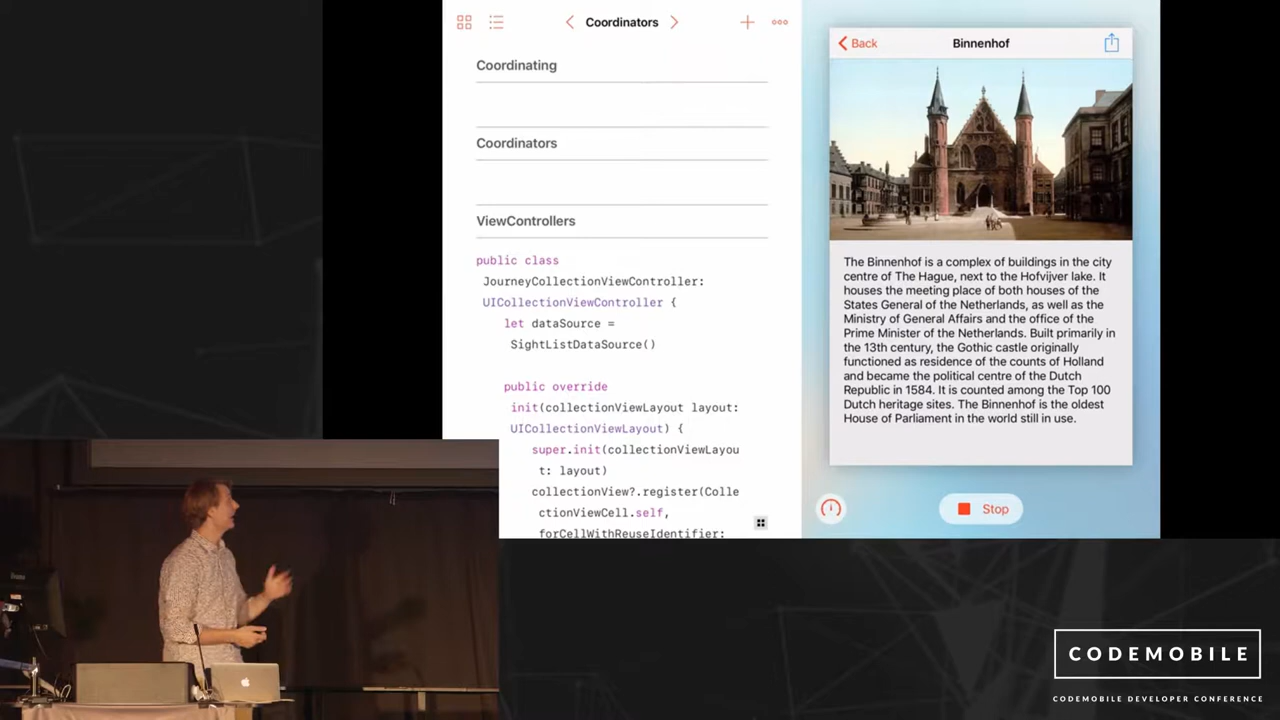 Coordinators
Coordinating
Coordinators
ViewControllers
public class
JourneyCollectionViewController:
UICollectionViewController {
let dataSource =
SightListDataSource()
public override
init(collectionViewLayout layout:
UICollectionViewLayout) {
super.init(collectionViewLayou
t: layout)
collectionView?.register(Colle
ctionViewCell.self,
forCellWithReuseIdentifier:
Back
Binnenhof
The Binnenhof is a complex of buildings in the city
centre of The Hague, next to the Hofvijver lake. It
houses the meeting place of both houses of the
States General of the Netherlands, as well as the
Ministry of General Affairs and the office of the
Prime Minister of the Netherlands. Built primarily in
the 13th century, the Gothic castle originally
functioned as residence of the counts of Holland
and became the political centre of the Dutch
Republic in 1584. It is counted among the Top 100
Dutch heritage sites. The Binnenhof is the oldest
House of Parliament in the world still in use.
Stop
CODEMOBILE
CODEMOBILE DEVELOPER CONFERENCE